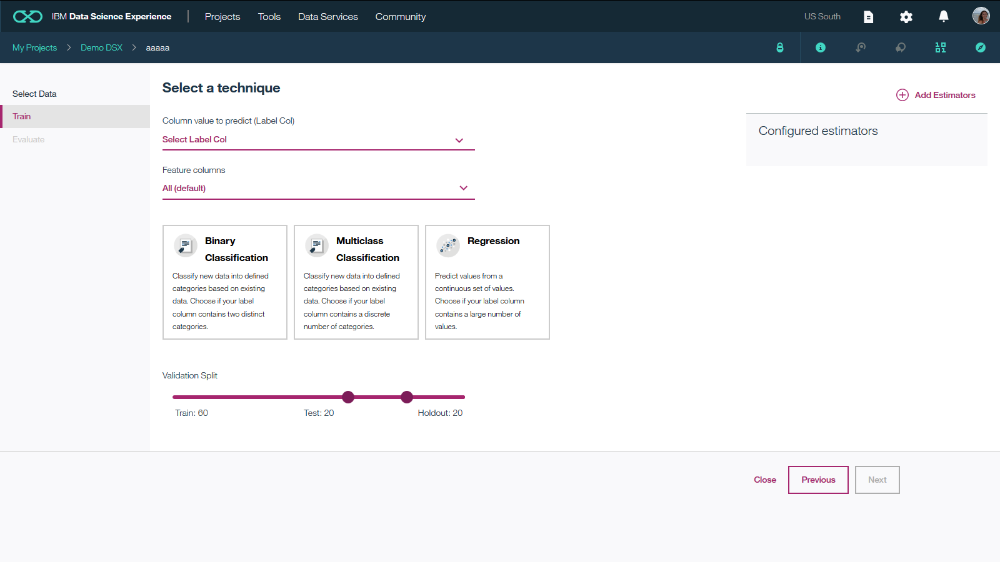 IBM Data Science Experience
Projects
Tools
Data Services
Community
US South
My Projects > Demo DSX > aaaaa
Select Data
Train
Evaluate
Select a technique
Add Estimators
Configured estimators
Column value to predict (Label Col)
Select Label Col
Feature columns
All (default)
Binary
Classification
Classify new data into defined
categories based on existing
data. Choose if your label
column contains two distinct
categories.
Multiclass
Classification
Classify new data into defined
categories based on existing
data. Choose if your label
column contains a discrete
number of categories.
Regression
Predict values from a
continuous set of values.
Choose if your label column
contains a large number of
values.
Validation Split
Train: 60
Test: 20
Holdout: 20
Close
Previous
Next